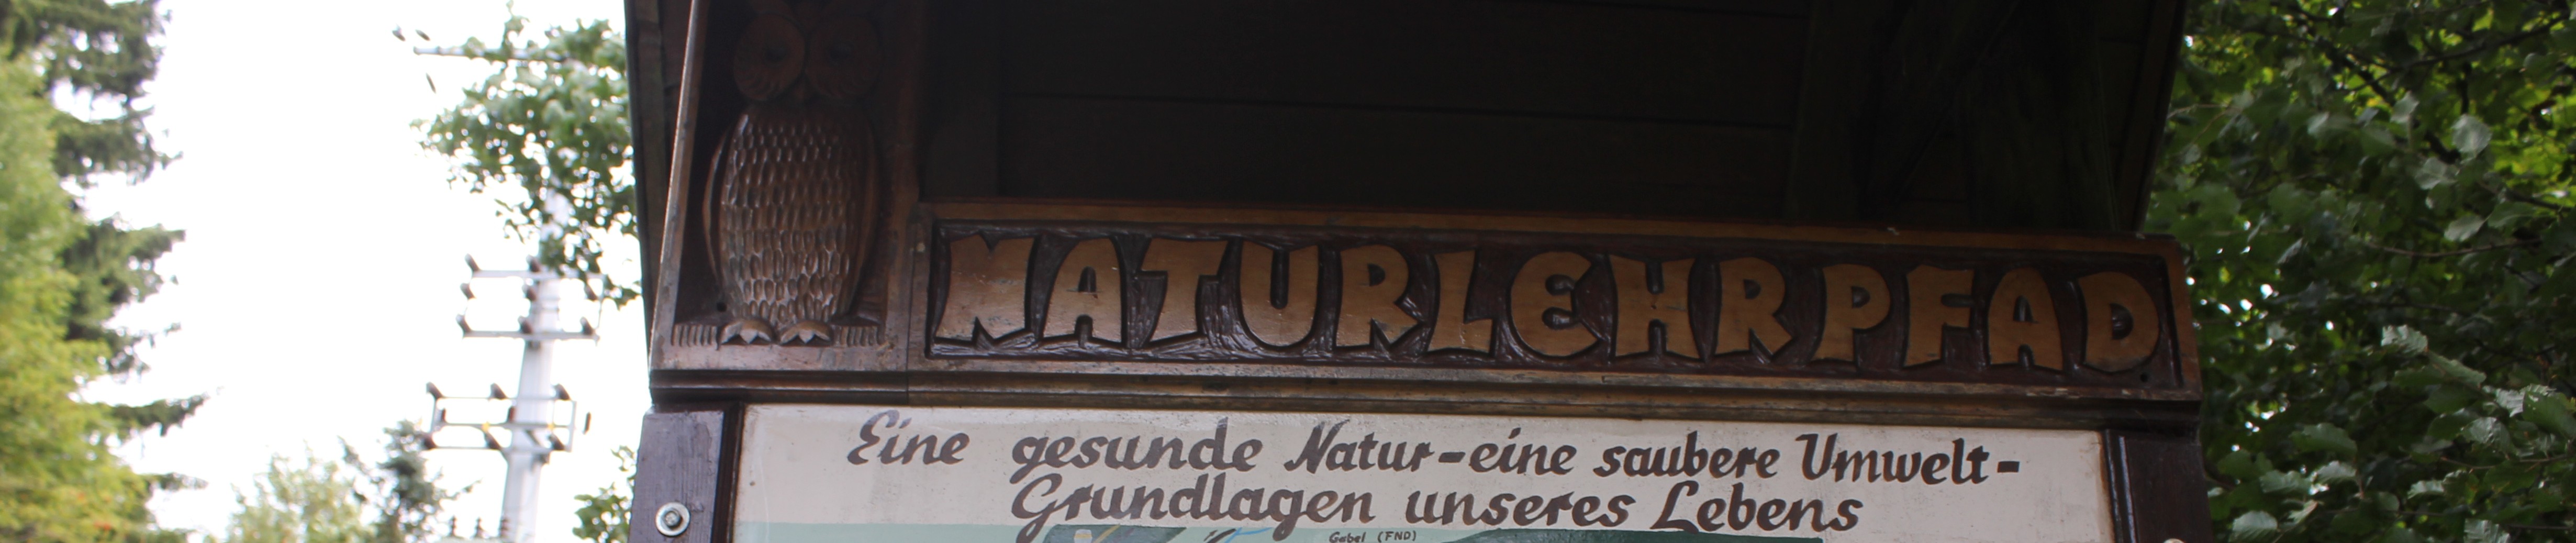 NATURLEHRPFAD
Eine gesunde Natur-eine saubere Umwelt-
Grundlagen unseres Lebens
Gabel (FND)